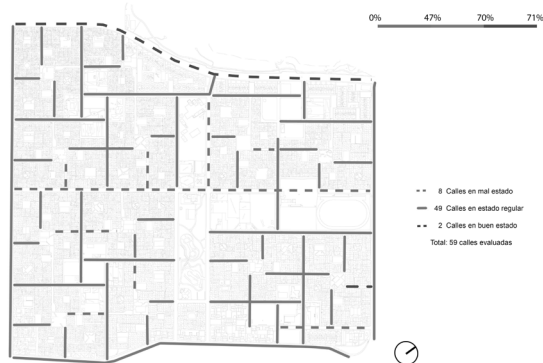 0% 47% 70% 71%
8 Calles en mal estado
49 Calles en estado regular
2 Calles en buen estado
Total: 59 calles evaluadas